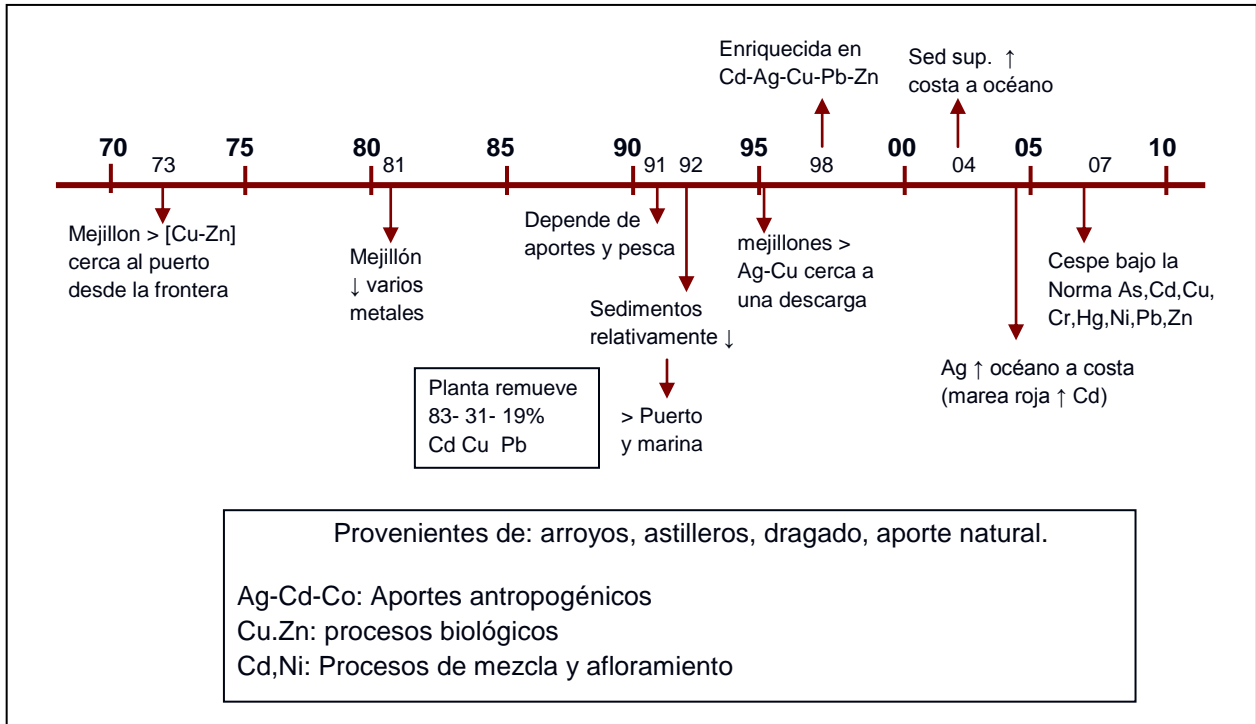 Enriquecida en
Cd-Ag-Cu-Pb-Zn
Sed sup. ↑
costa a océano
70 75 80 85 90 95 00 05 10
73 81 91 92 98 04 07
Mejillon > [Cu-Zn]
cerca al puerto
desde la frontera
Mejillón
↓ varios
metales
Depende de
aportes y pesca
Sedimentos
relativamente ↓
> Puerto
y marina
mejillones >
Ag-Cu cerca a
una descarga
Ag ↑ océano a costa
(marea roja ↑ Cd)
Cespe bajo la
Norma As,Cd,Cu,
Cr,Hg,Ni,Pb,Zn
Planta remueve
83- 31- 19%
Cd Cu Pb
Provenientes de: arroyos, astilleros, dragado, aporte natural.
Ag-Cd-Co: Aportes antropogénicos
Cu.Zn: procesos biológicos
Cd,Ni: Procesos de mezcla y afloramiento